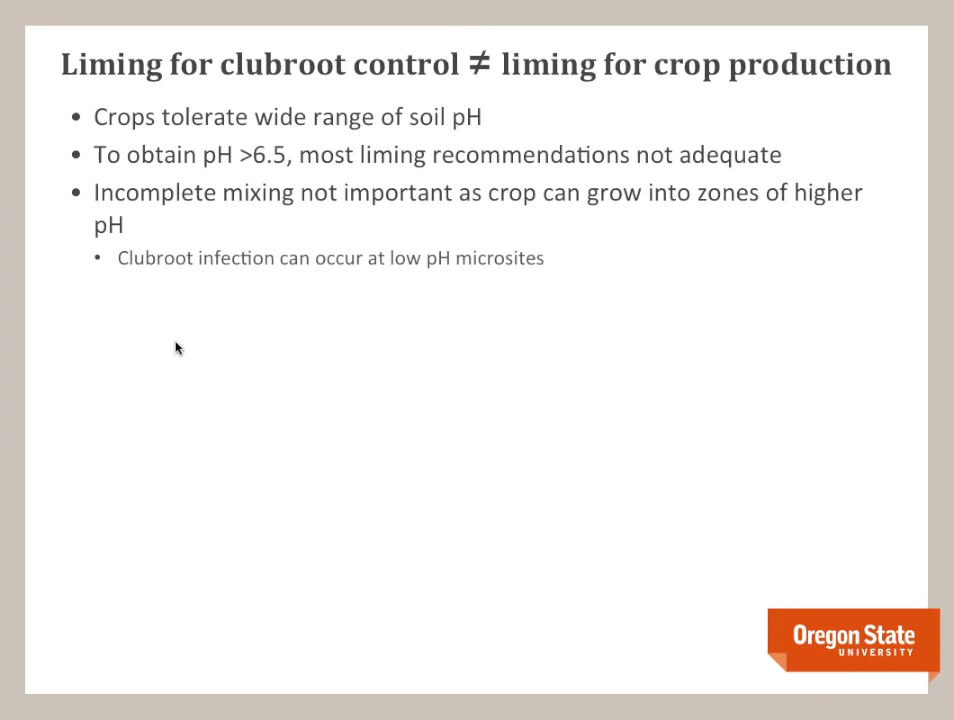 Liming for clubroot control ≠ liming for crop production
• Crops tolerate wide range of soil pH
• To obtain pH >6.5, most liming recommendations not adequate
• Incomplete mixing not important as crop can grow into zones of higher
pH
• Clubroot infection can occur at low pH microsites
Oregon State
UNIVERSITY